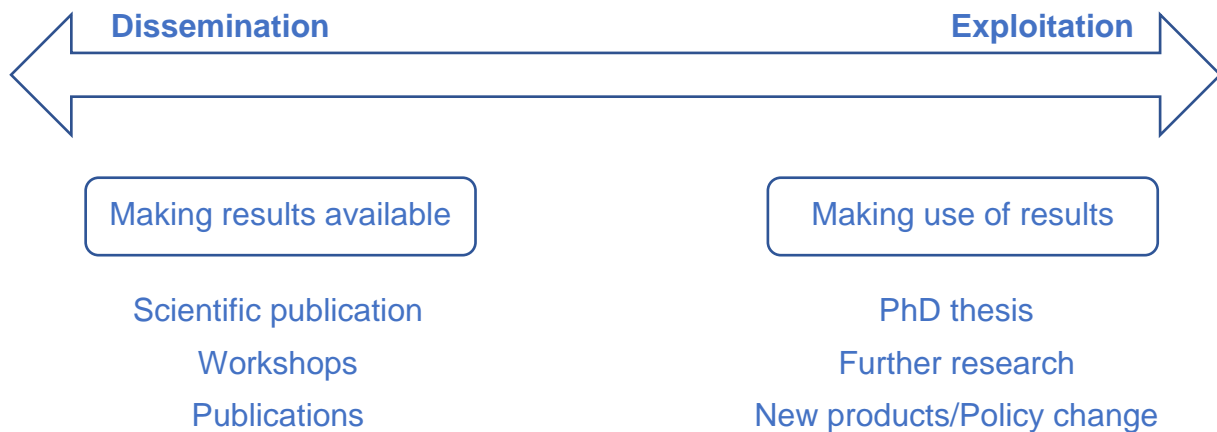 Dissemination
Exploitation
Making results available
Making use of results
Scientific publication
PhD thesis
Workshops
Further research
Publications
New products/Policy change